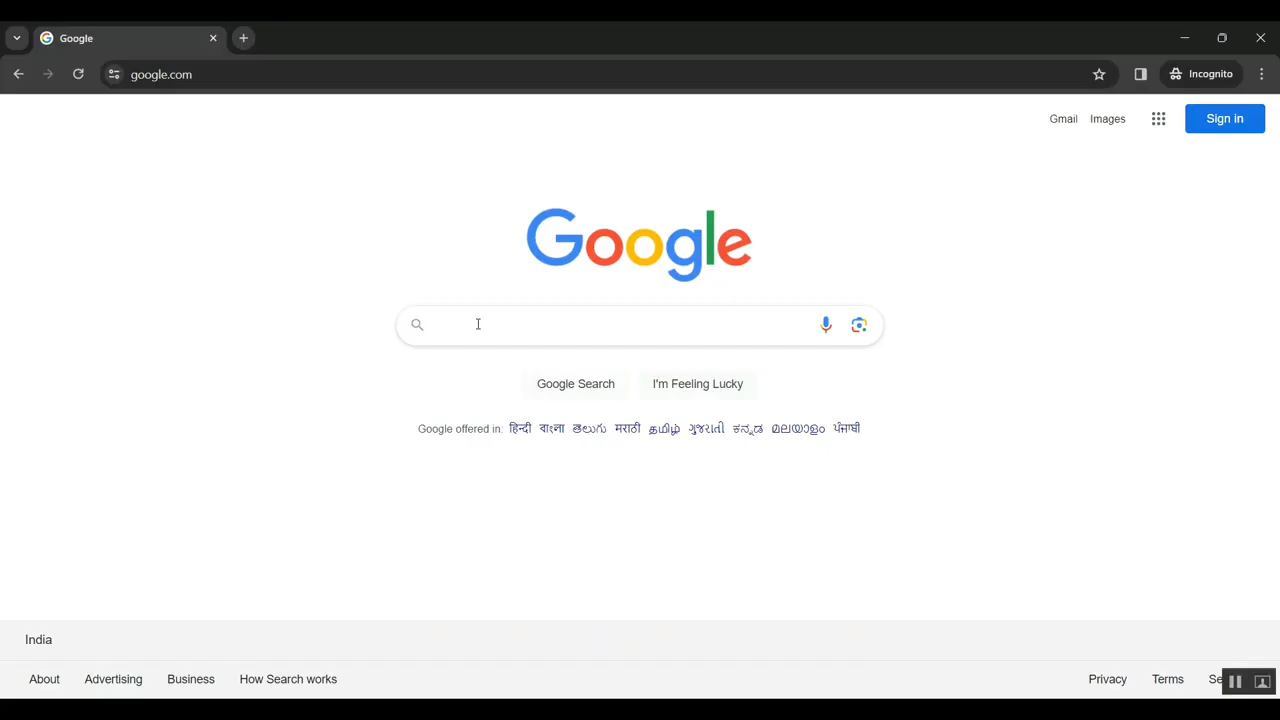 Google
google.com
Incognito
Gmail Images Sign in
Google
Google Search I'm Feeling Lucky
Google offered in: हिन्दी বাংলা తెలుగు मराठी தமிழ் ગુજરાતી ಕನ್ನಡ മലയാളം ਪੰਜਾਬੀ
India
About Advertising Business How Search works Privacy Terms Se